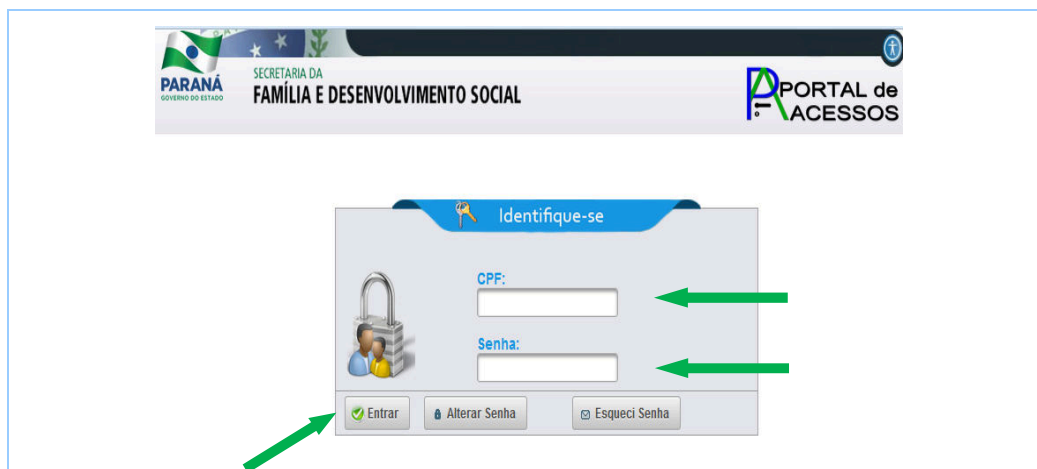 PARANÁ
GOVERNO DO ESTADO
SECRETARIA DA
FAMÍLIA E DESENVOLVIMENTO SOCIAL
PORTAL de
ACESSOS
Identifique-se
CPF:
Senha:
Entrar
Alterar Senha
Esqueci Senha